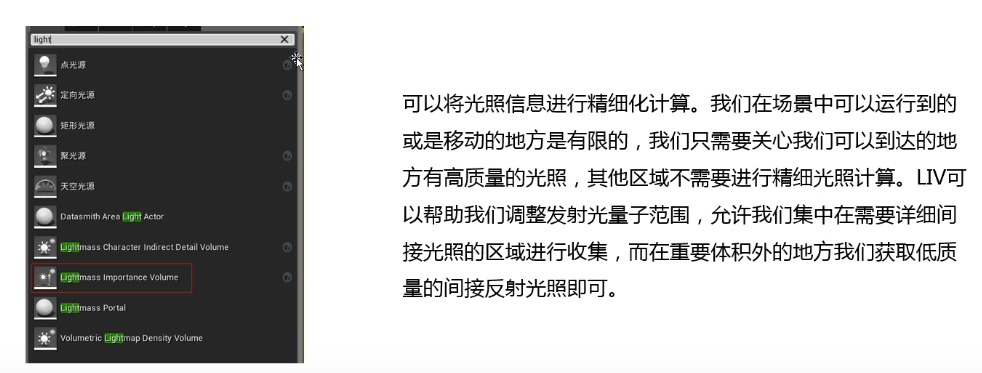 light
点光源
定向光源
矩形光源
聚光源
天空光源
Datasmith Area Light Actor
Lightmass Character Indirect Detail Volume
Lightmass Importance Volume
Lightmass Portal
Volumetric Lightmap Density Volume
可以将光照信息进行精细化计算。我们在场景中可以运行到的
或是移动的地方是有限的，我们只需要关心我们可以到达的地
方有高质量的光照，其他区域不需要进行精细光照计算。LIV可
以帮助我们调整发射光量子范围，允许我们集中在需要详细间
接光照的区域进行收集，而在重要体积外的地方我们获取低质
量的间接反射光照即可。